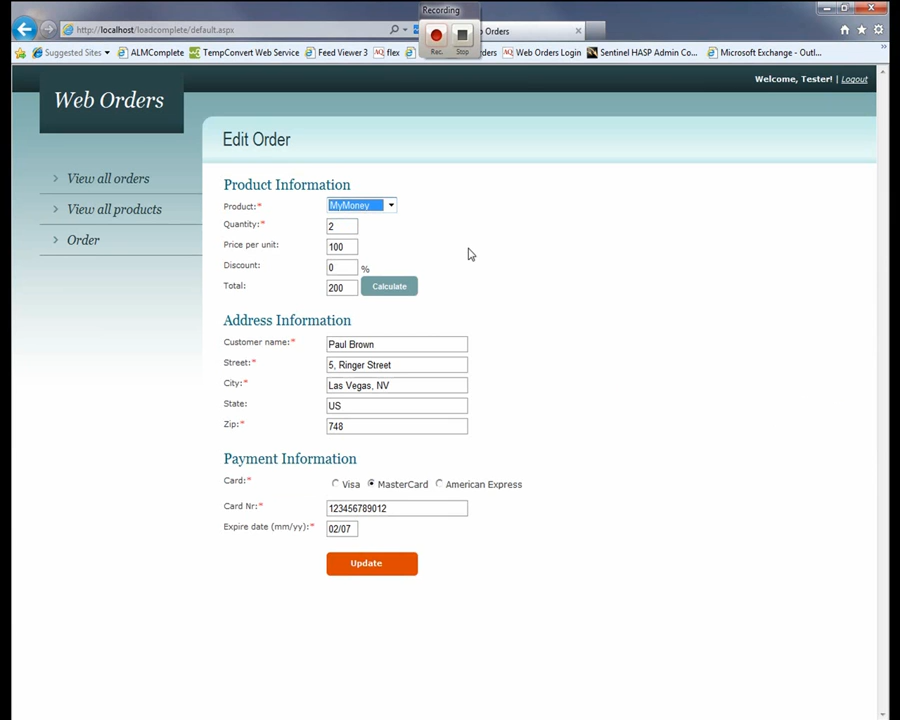 Recording
http://localhost/loadcomplete/default.aspx
Orders
Rec. Stop
Suggested Sites ALMComplete TempConvert Web Service Feed Viewer 3 flex Web Orders Login Sentinel HASP Admin Co... Microsoft Exchange - Outl...
Welcome, Tester! | Logout
Web Orders
Edit Order
View all orders
View all products
Order
Product Information
Product:* MyMoney
Quantity:* 2
Price per unit: 100
Discount: 0 %
Total: 200 Calculate
Address Information
Customer name:* Paul Brown
Street:* 5, Ringer Street
City:* Las Vegas, NV
State: US
Zip:* 748
Payment Information
Card:* Visa MasterCard American Express
Card Nr:* 123456789012
Expire date (mm/yy):* 02/07
Update